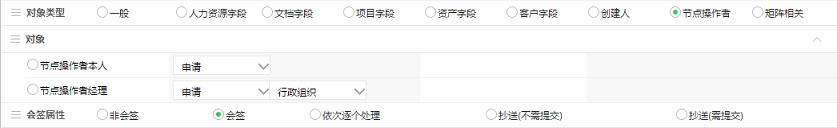 对象类型 一般 人力资源字段 文档字段 项目字段 资产字段 客户字段 创建人 节点操作者 矩阵相关
对象
节点操作者本人 申请
节点操作者经理 申请 行政组织
会签属性 非会签 会签 依次逐个处理 抄送(不需提交) 抄送(需提交)